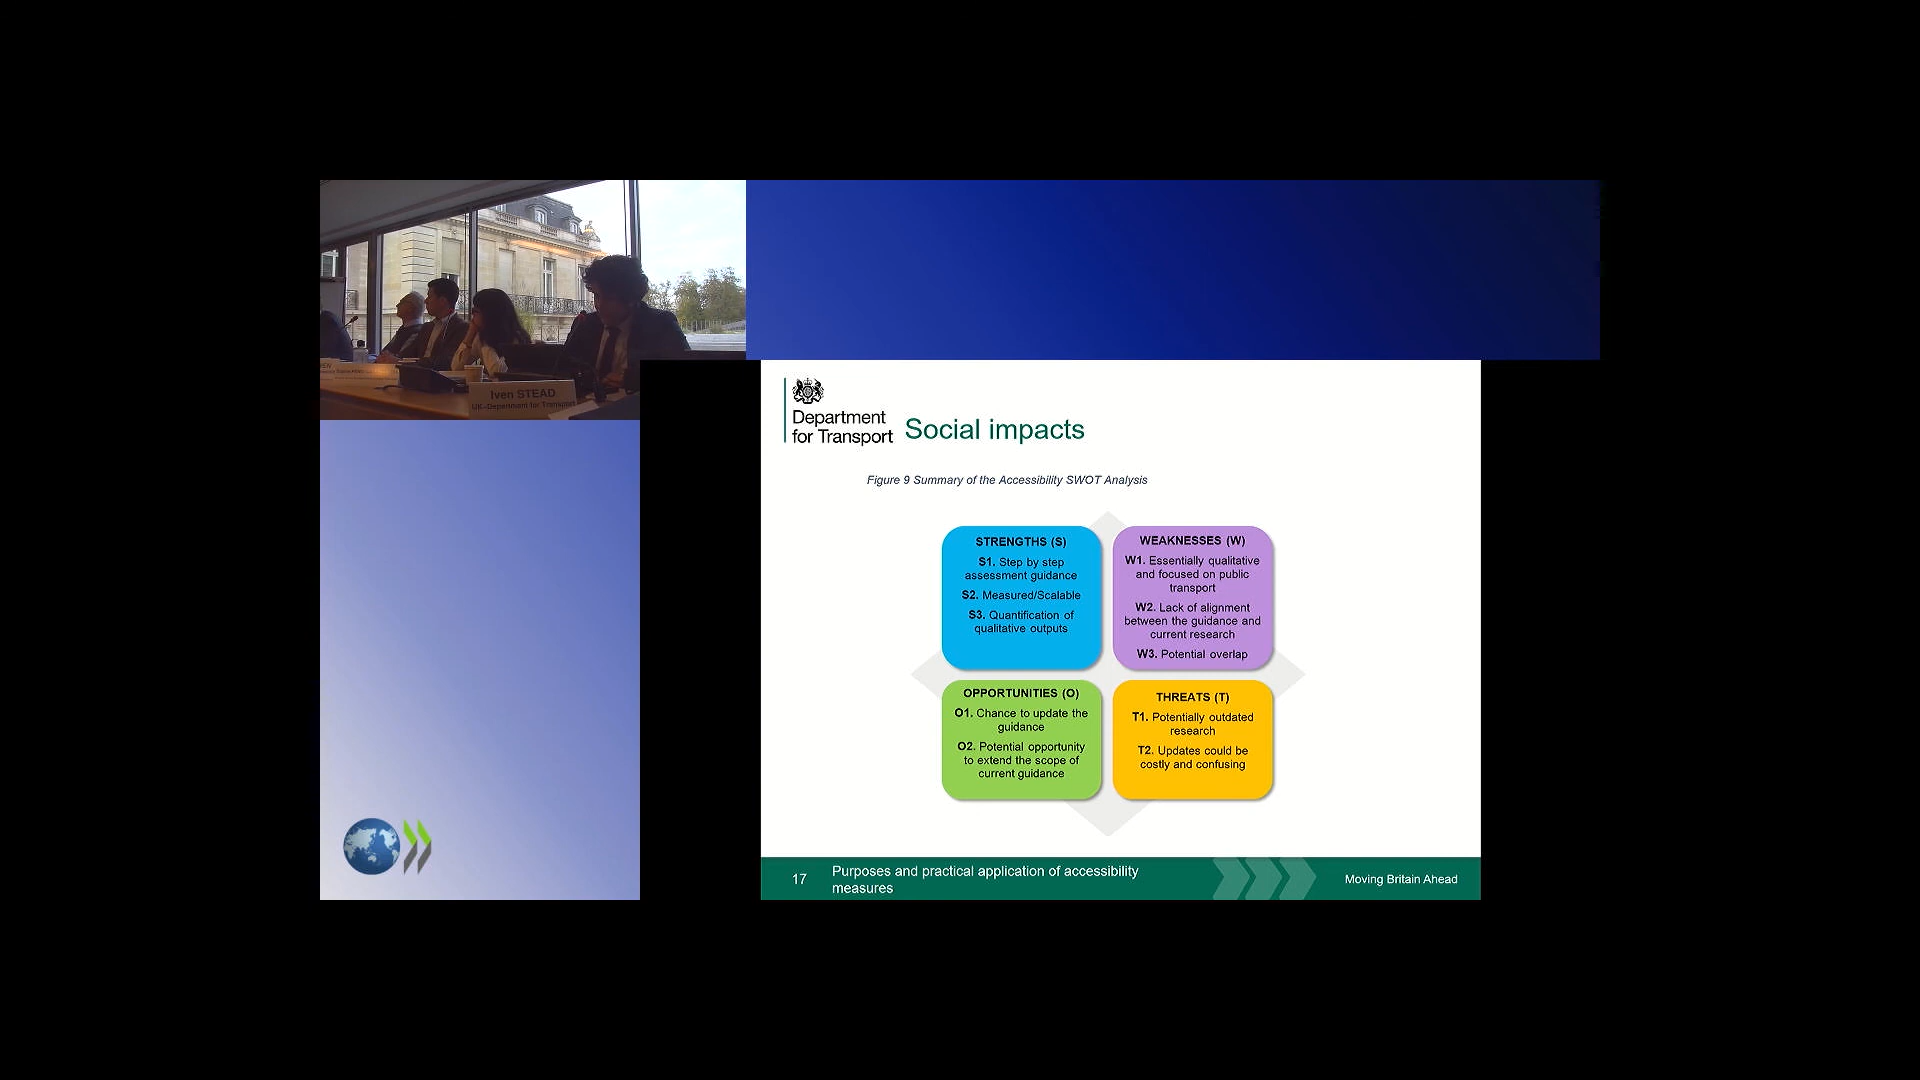 Iven STEAD
UK-Department for Transport
Department
for Transport
Social impacts
Figure 9 Summary of the Accessibility SWOT Analysis
STRENGTHS (S)
S1. Step by step
assessment guidance
S2. Measured/Scalable
S3. Quantification of
qualitative outputs
WEAKNESSES (W)
W1. Essentially qualitative
and focused on public
transport
W2. Lack of alignment
between the guidance and
current research
W3. Potential overlap
OPPORTUNITIES (O)
O1. Chance to update the
guidance
O2. Potential opportunity
to extend the scope of
current guidance
THREATS (T)
T1. Potentially outdated
research
T2. Updates could be
costly and confusing
17
Purposes and practical application of accessibility
measures
Moving Britain Ahead